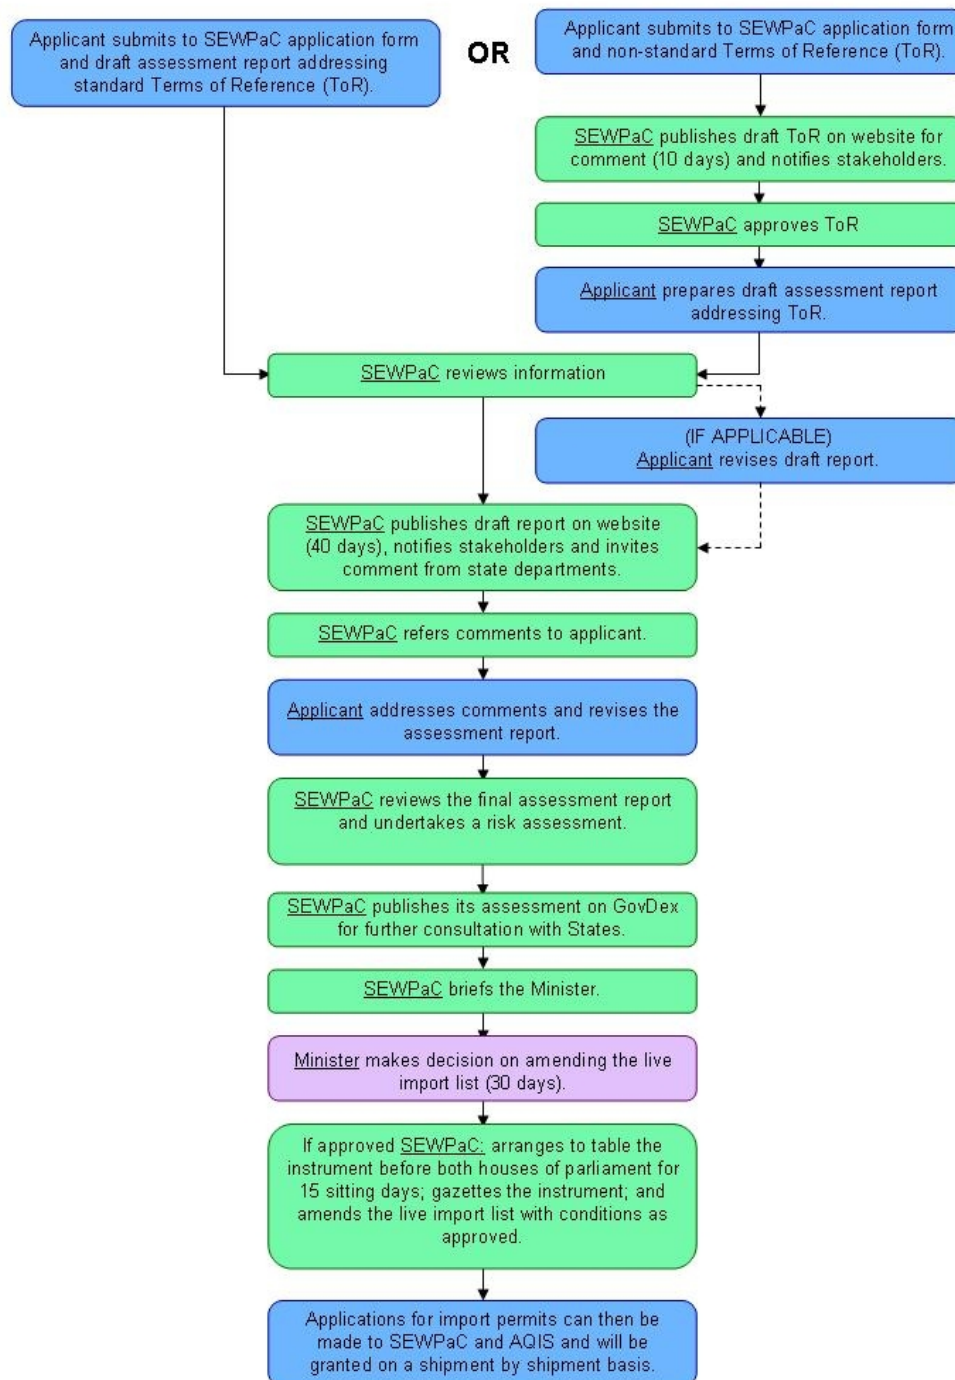 Applicant submits to SEWPaC application form
and draft assessment report addressing
standard Terms of Reference (ToR).
OR
Applicant submits to SEWPaC application form
and non-standard Terms of Reference (ToR).
SEWPaC publishes draft ToR on website for
comment (10 days) and notifies stakeholders.
SEWPaC approves ToR
Applicant prepares draft assessment report
addressing ToR.
SEWPaC reviews information
(IF APPLICABLE)
Applicant revises draft report.
SEWPaC publishes draft report on website
(40 days), notifies stakeholders and invites
comment from state departments.
SEWPaC refers comments to applicant.
Applicant addresses comments and revises the
assessment report.
SEWPaC reviews the final assessment report
and undertakes a risk assessment.
SEWPaC publishes its assessment on GovDex
for further consultation with States.
SEWPaC briefs the Minister.
Minister makes decision on amending the live
import list (30 days).
If approved SEWPaC: arranges to table the
instrument before both houses of parliament for
15 sitting days; gazettes the instrument; and
amends the live import list with conditions as
approved.
Applications for import permits can then be
made to SEWPaC and AQIS and will be
granted on a shipment by shipment basis.